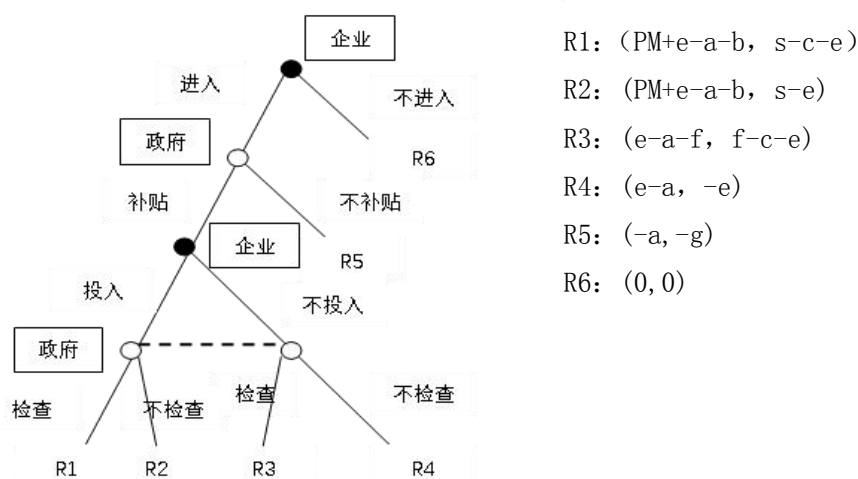 企业
进入
不进入
政府
R6
补贴
不补贴
企业
R5
投入
不投入
政府
检查
不检查
检查
不检查
R1
R2
R3
R4
R1：（PM+e-a-b，s-c-e）
R2：(PM+e-a-b，s-e)
R3：(e-a-f，f-c-e)
R4：(e-a，-e)
R5：(-a,-g)
R6：(0,0)